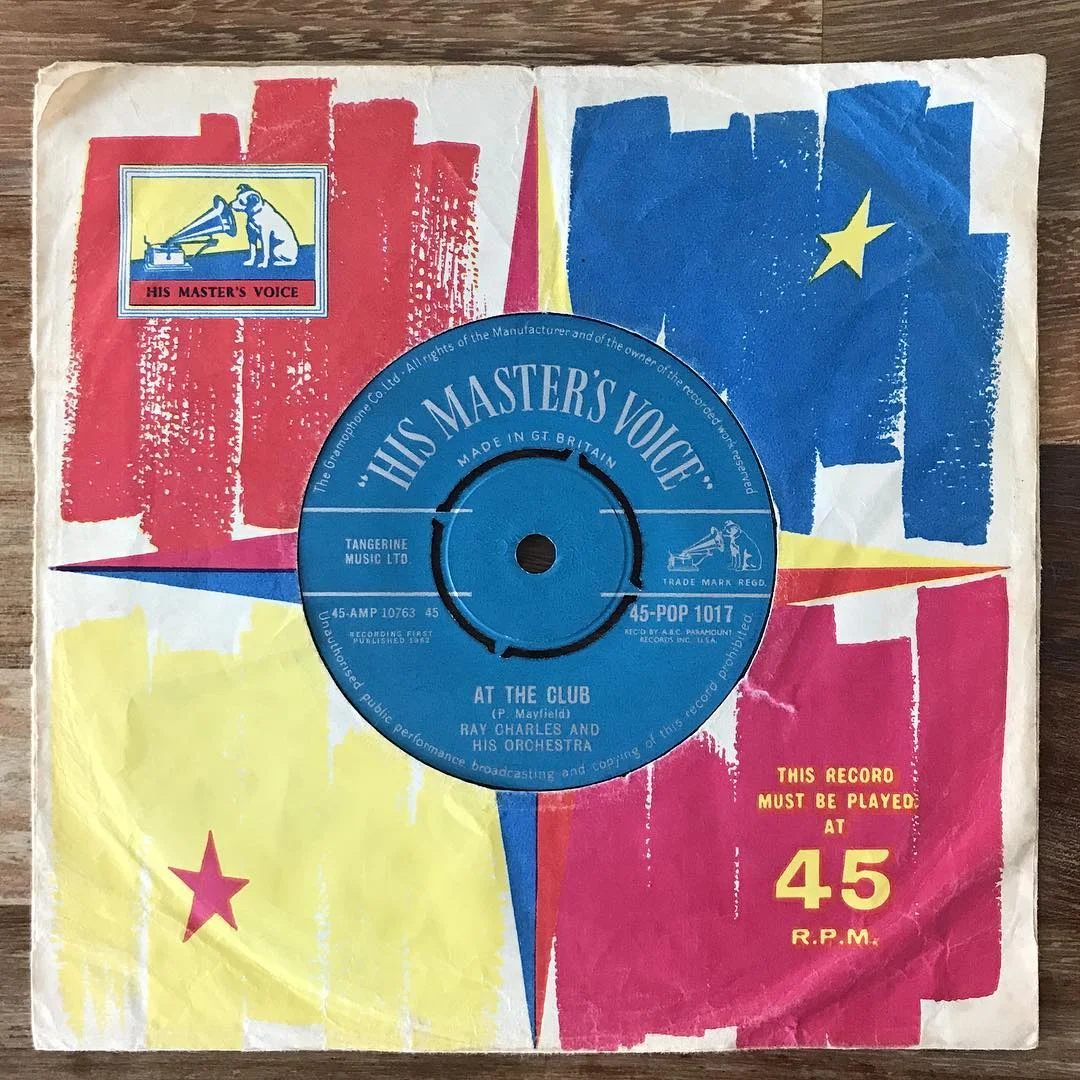 HIS MASTER'S VOICE
The Gramophone Co. Ltd · All rights of the Manufacturer and of the owner of the recorded work reserved
"HIS MASTER'S VOICE"
MADE IN GT. BRITAIN
TANGERINE
MUSIC LTD.
TRADE MARK REGD.
45-AMP 10763 45
RECORDING FIRST
PUBLISHED 1962
45-POP 1017
REC'D BY A.B.C. PARAMOUNT
RECORDS INC., U.S.A.
AT THE CLUB
(P. Mayfield)
RAY CHARLES AND
HIS ORCHESTRA
Unauthorised public performance broadcasting and copying of this record prohibited.
THIS RECORD
MUST BE PLAYED
AT
45
R.P.M.